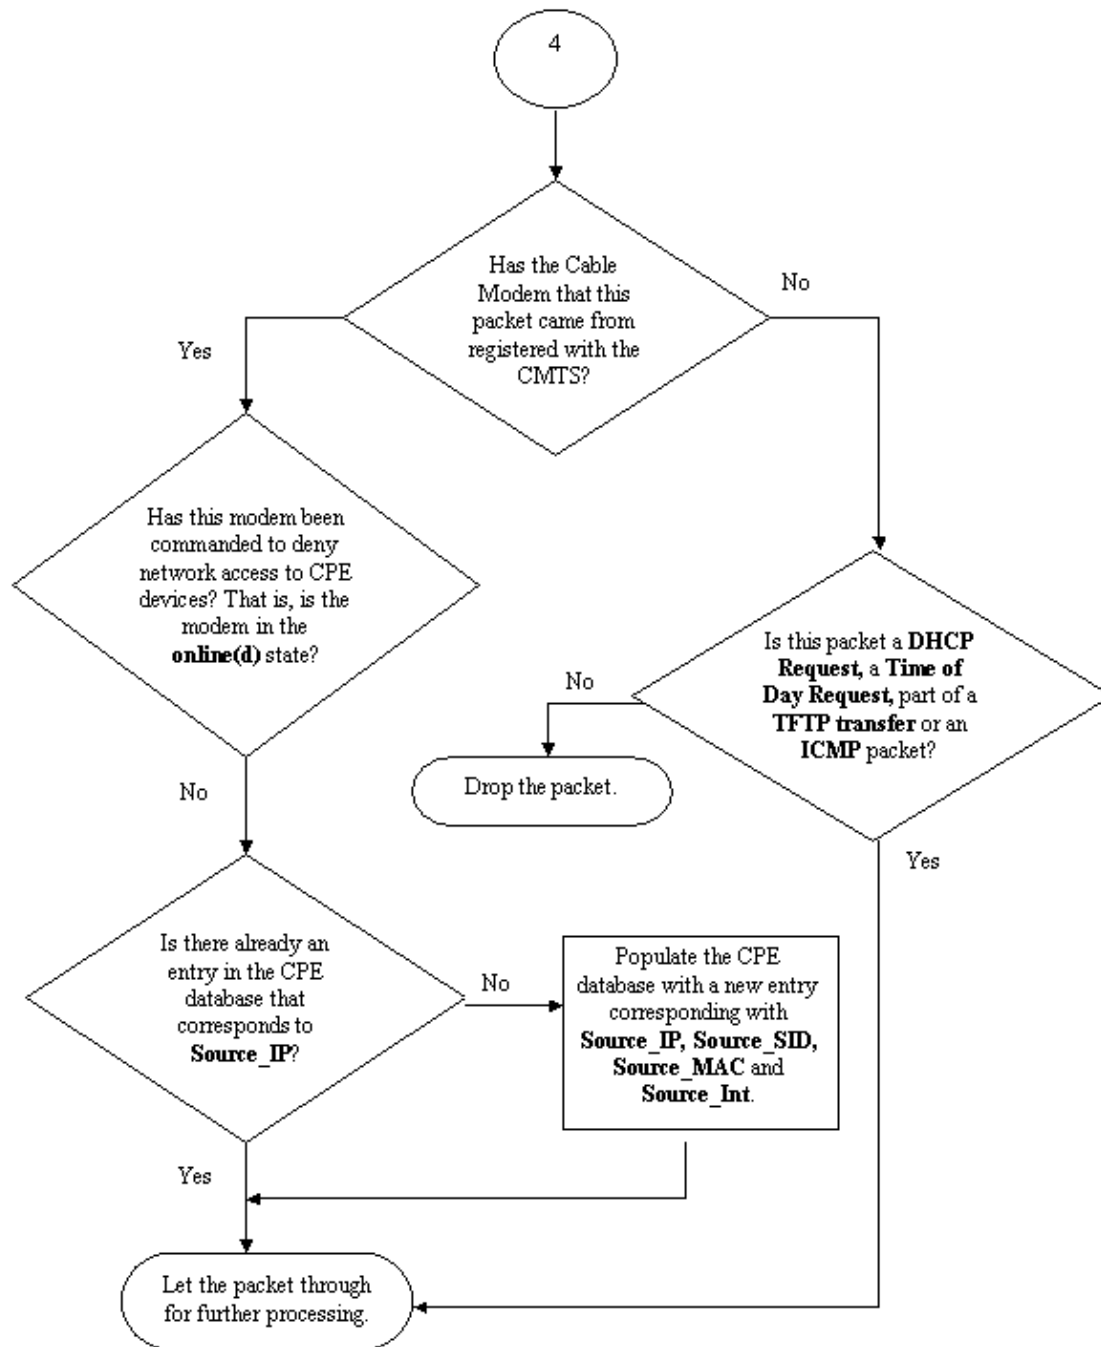 4
Has the Cable
Modem that this
packet came from
registered with the
CMTS?
No
Yes
Has this modem been
commanded to deny
network access to CPE
devices? That is, is the
modem in the
online(d) state?
Is this packet a DHCP
Request, a Time of
Day Request, part of a
TFTP transfer or an
ICMP packet?
No
Drop the packet.
No
Yes
Is there already an
entry in the CPE
database that
corresponds to
Source_IP?
No
Populate the CPE
database with a new entry
corresponding with
Source_IP, Source_SID,
Source_MAC and
Source_Int.
Yes
Let the packet through
for further processing.